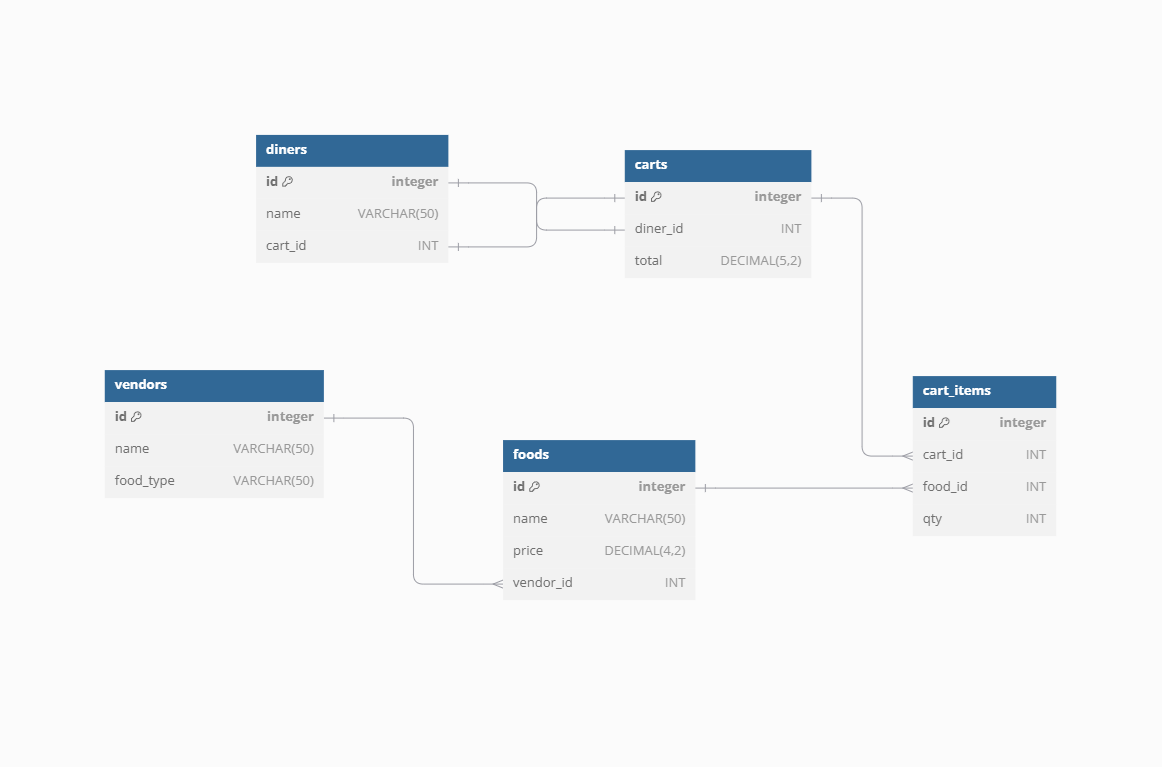 diners
id integer
name VARCHAR(50)
cart_id INT
carts
id integer
diner_id INT
total DECIMAL(5,2)
vendors
id integer
name VARCHAR(50)
food_type VARCHAR(50)
foods
id integer
name VARCHAR(50)
price DECIMAL(4,2)
vendor_id INT
cart_items
id integer
cart_id INT
food_id INT
qty INT